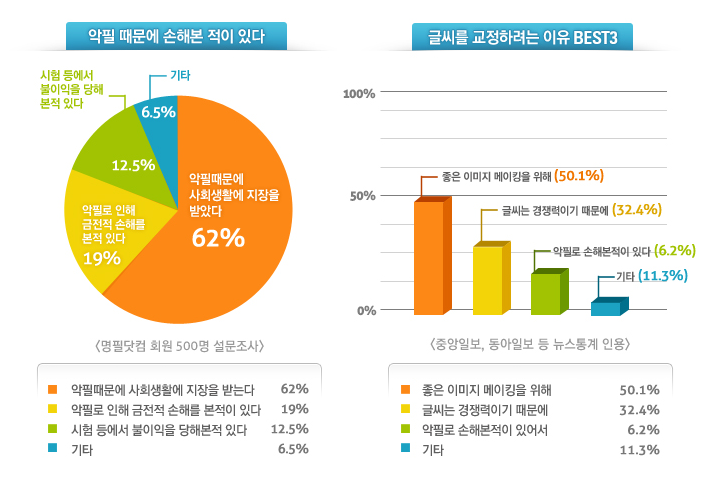 악필 때문에 손해본 적이 있다
시험 등에서
불이익을 당해
본적 있다
기타
6.5%
12.5%
악필때문에
사회생활에 지장을
받았다
62%
악필로 인해
금전적 손해를
본적 있다
19%
<명필닷컴 회원 500명 설문조사>
악필때문에 사회생활에 지장을 받는다 62%
악필로 인해 금전적 손해를 본적이 있다 19%
시험 등에서 불이익을 당해본적 있다 12.5%
기타 6.5%
글씨를 교정하려는 이유 BEST3
100%
50%
0%
좋은 이미지 메이킹을 위해 (50.1%)
글씨는 경쟁력이기 때문에 (32.4%)
악필로 손해본적이 있다 (6.2%)
기타 (11.3%)
<중앙일보, 동아일보 등 뉴스통계 인용>
좋은 이미지 메이킹을 위해 50.1%
글씨는 경쟁력이기 때문에 32.4%
악필로 손해본적이 있어서 6.2%
기타 11.3%